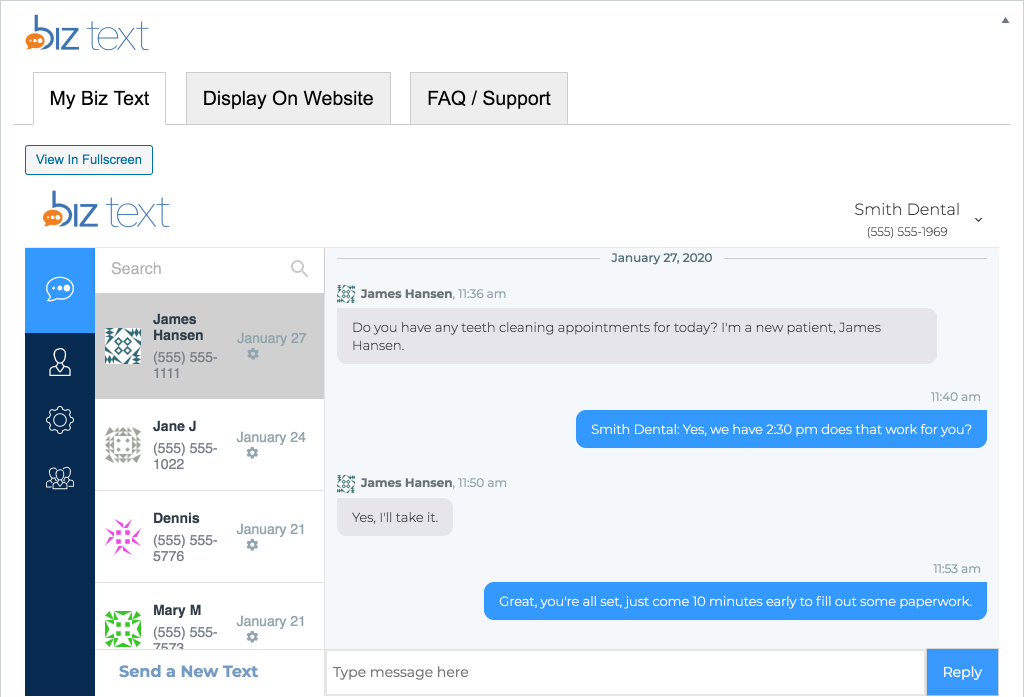 biz text
My Biz Text
Display On Website
FAQ / Support
View In Fullscreen
biz text
Smith Dental
(555) 555-1969
Search
James
Hansen
(555) 555-
1111
January 27
Jane J
(555) 555-
1022
January 24
Dennis
(555) 555-
5776
January 21
Mary M
(555) 555-
7573
January 21
Send a New Text
January 27, 2020
James Hansen, 11:36 am
Do you have any teeth cleaning appointments for today? I'm a new patient, James
Hansen.
11:40 am
Smith Dental: Yes, we have 2:30 pm does that work for you?
James Hansen, 11:50 am
Yes, I'll take it.
11:53 am
Great, you're all set, just come 10 minutes early to fill out some paperwork.
Type message here
Reply